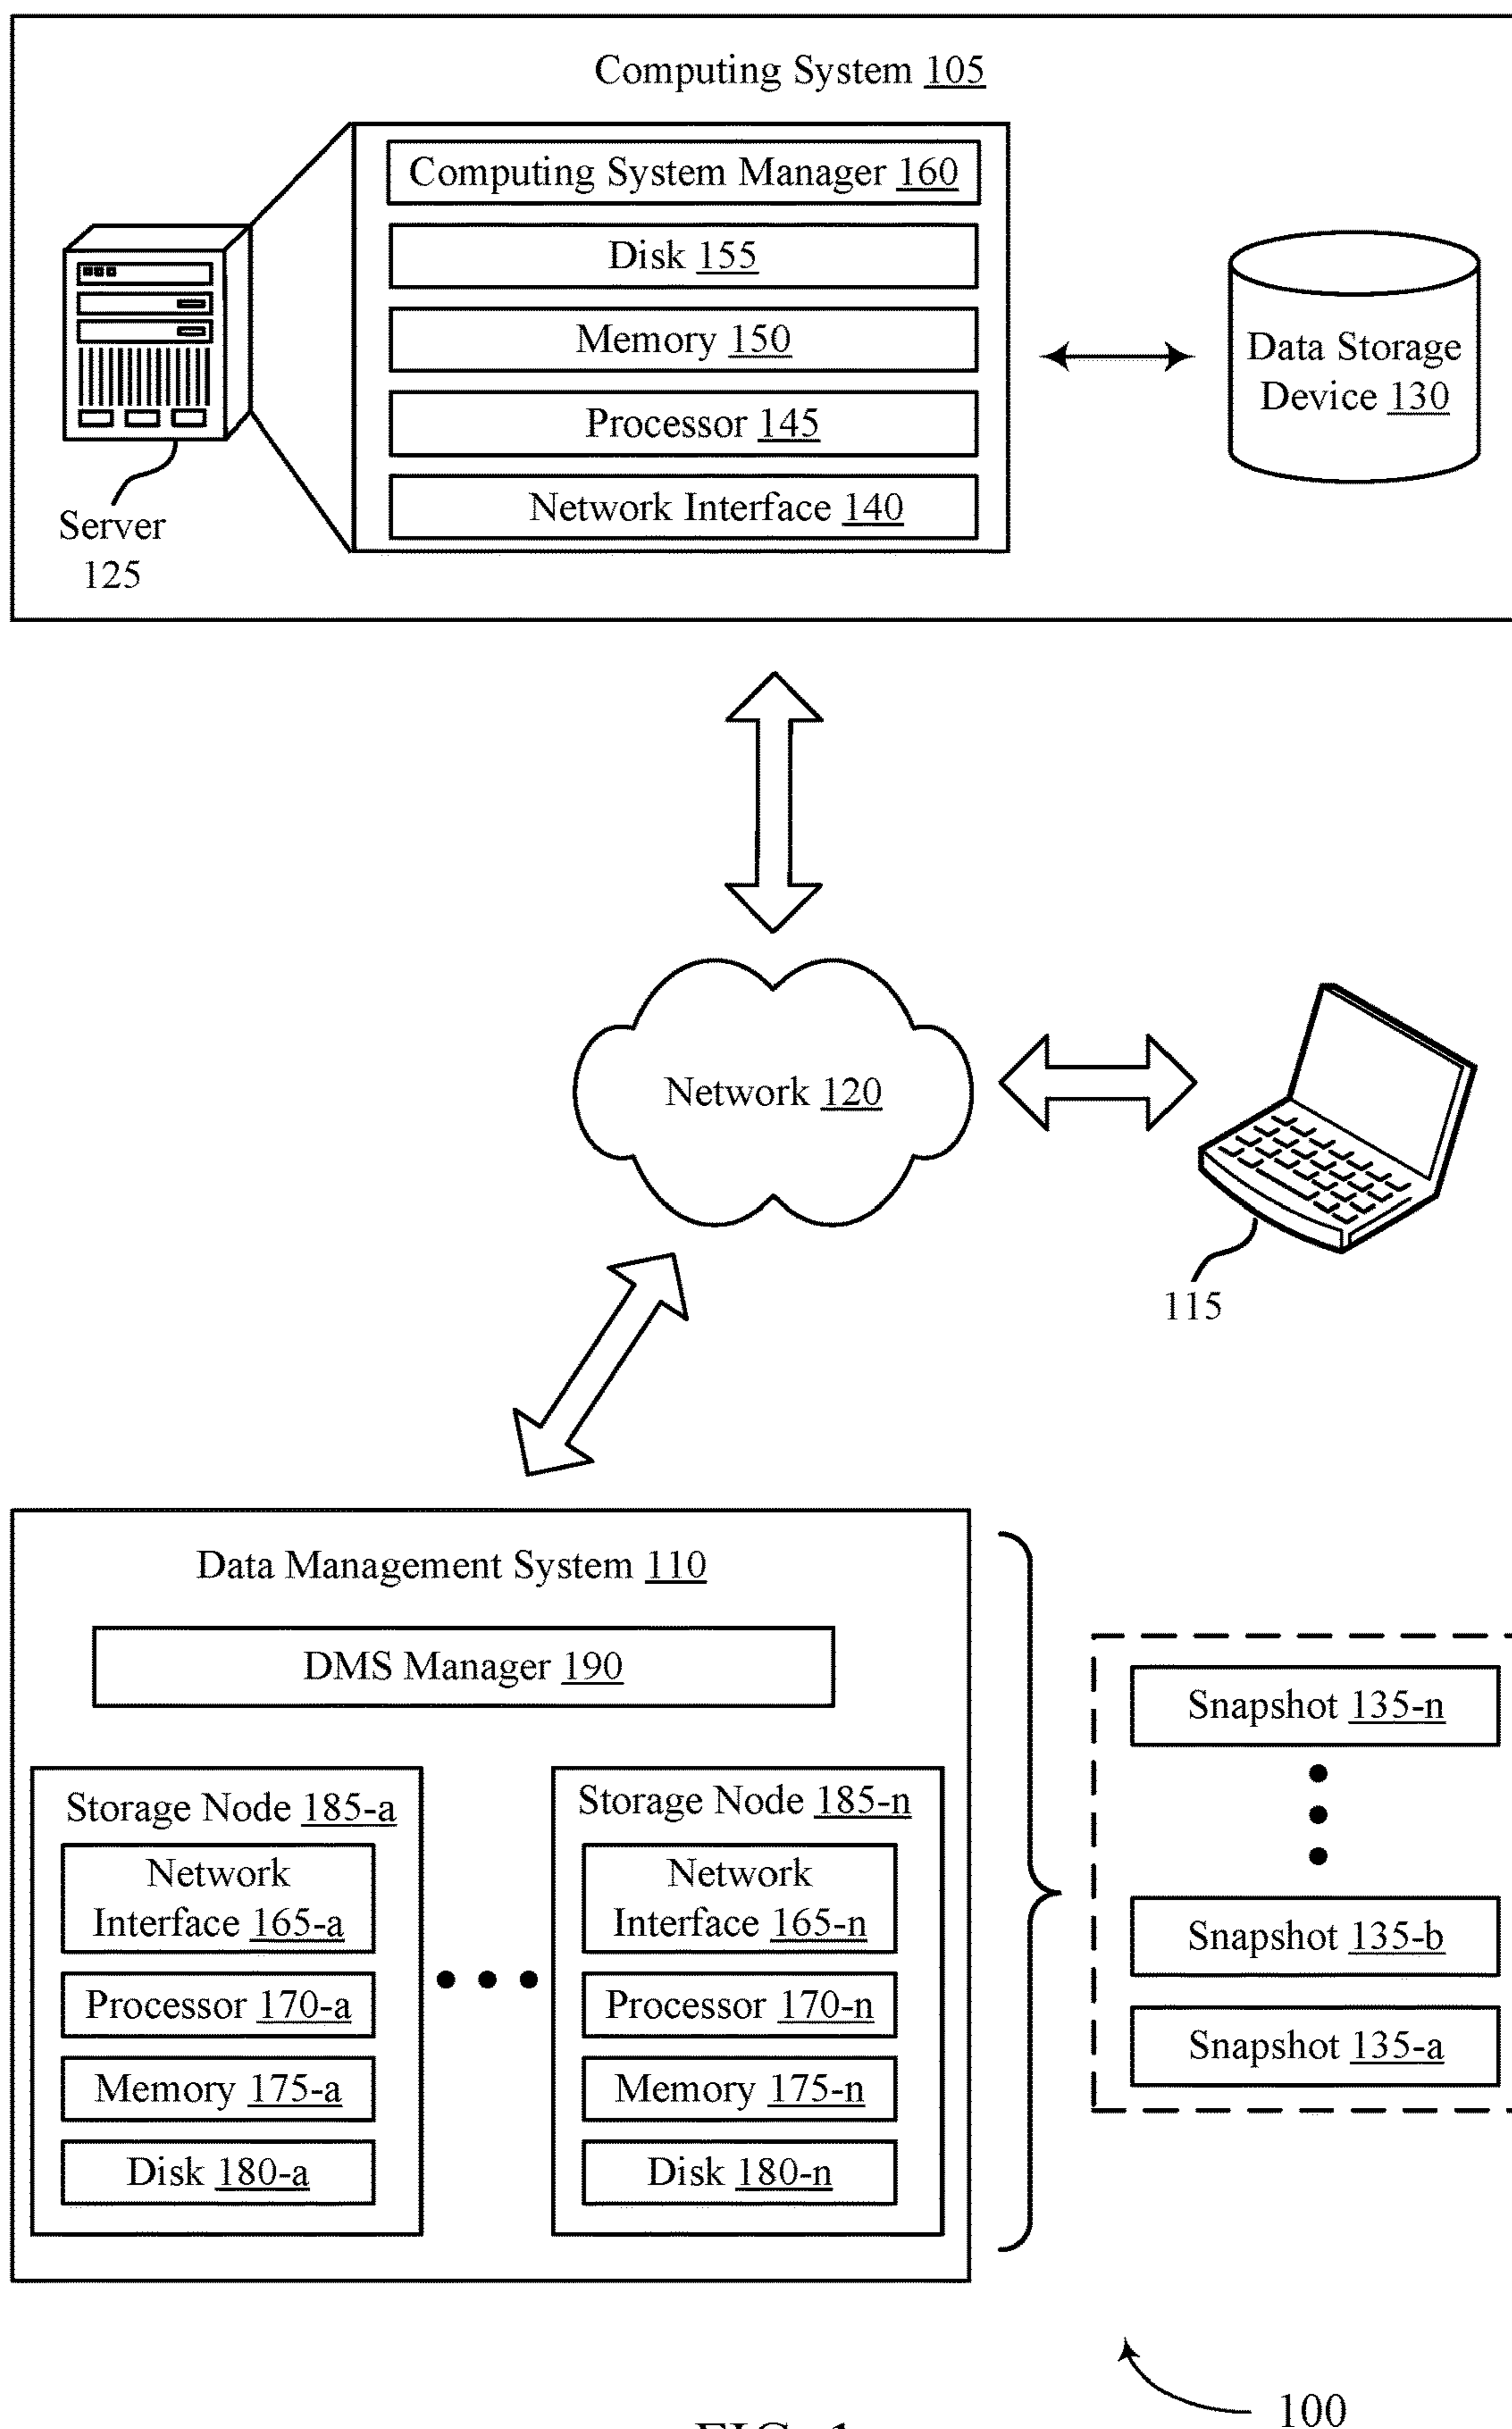 Computing System 105
Computing System Manager 160
Disk 155
Memory 150
Processor 145
Network Interface 140
Server
125
Data Storage
Device 130
Network 120
115
Data Management System 110
DMS Manager 190
Storage Node 185-a
Network
Interface 165-a
Processor 170-a
Memory 175-a
Disk 180-a
Storage Node 185-n
Network
Interface 165-n
Processor 170-n
Memory 175-n
Disk 180-n
Snapshot 135-n
Snapshot 135-b
Snapshot 135-a
100
FIG. 1